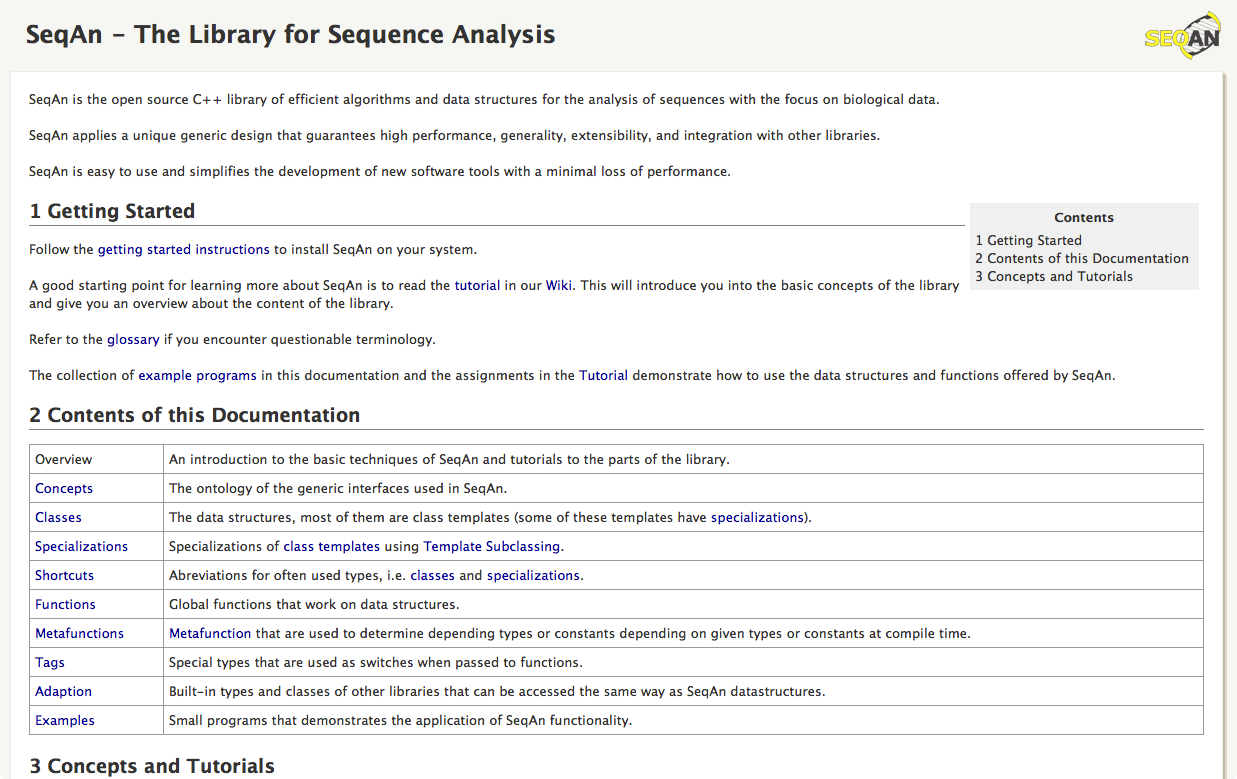 SeqAn – The Library for Sequence Analysis
SEQAN
SeqAn is the open source C++ library of efficient algorithms and data structures for the analysis of sequences with the focus on biological data.
SeqAn applies a unique generic design that guarantees high performance, generality, extensibility, and integration with other libraries.
SeqAn is easy to use and simplifies the development of new software tools with a minimal loss of performance.
1 Getting Started
Contents
1 Getting Started
2 Contents of this Documentation
3 Concepts and Tutorials
Follow the getting started instructions to install SeqAn on your system.
A good starting point for learning more about SeqAn is to read the tutorial in our Wiki. This will introduce you into the basic concepts of the library
and give you an overview about the content of the library.
Refer to the glossary if you encounter questionable terminology.
The collection of example programs in this documentation and the assignments in the Tutorial demonstrate how to use the data structures and functions offered by SeqAn.
2 Contents of this Documentation
Overview An introduction to the basic techniques of SeqAn and tutorials to the parts of the library.
Concepts The ontology of the generic interfaces used in SeqAn.
Classes The data structures, most of them are class templates (some of these templates have specializations).
Specializations Specializations of class templates using Template Subclassing.
Shortcuts Abreviations for often used types, i.e. classes and specializations.
Functions Global functions that work on data structures.
Metafunctions Metafunction that are used to determine depending types or constants depending on given types or constants at compile time.
Tags Special types that are used as switches when passed to functions.
Adaption Built-in types and classes of other libraries that can be accessed the same way as SeqAn datastructures.
Examples Small programs that demonstrates the application of SeqAn functionality.
3 Concepts and Tutorials